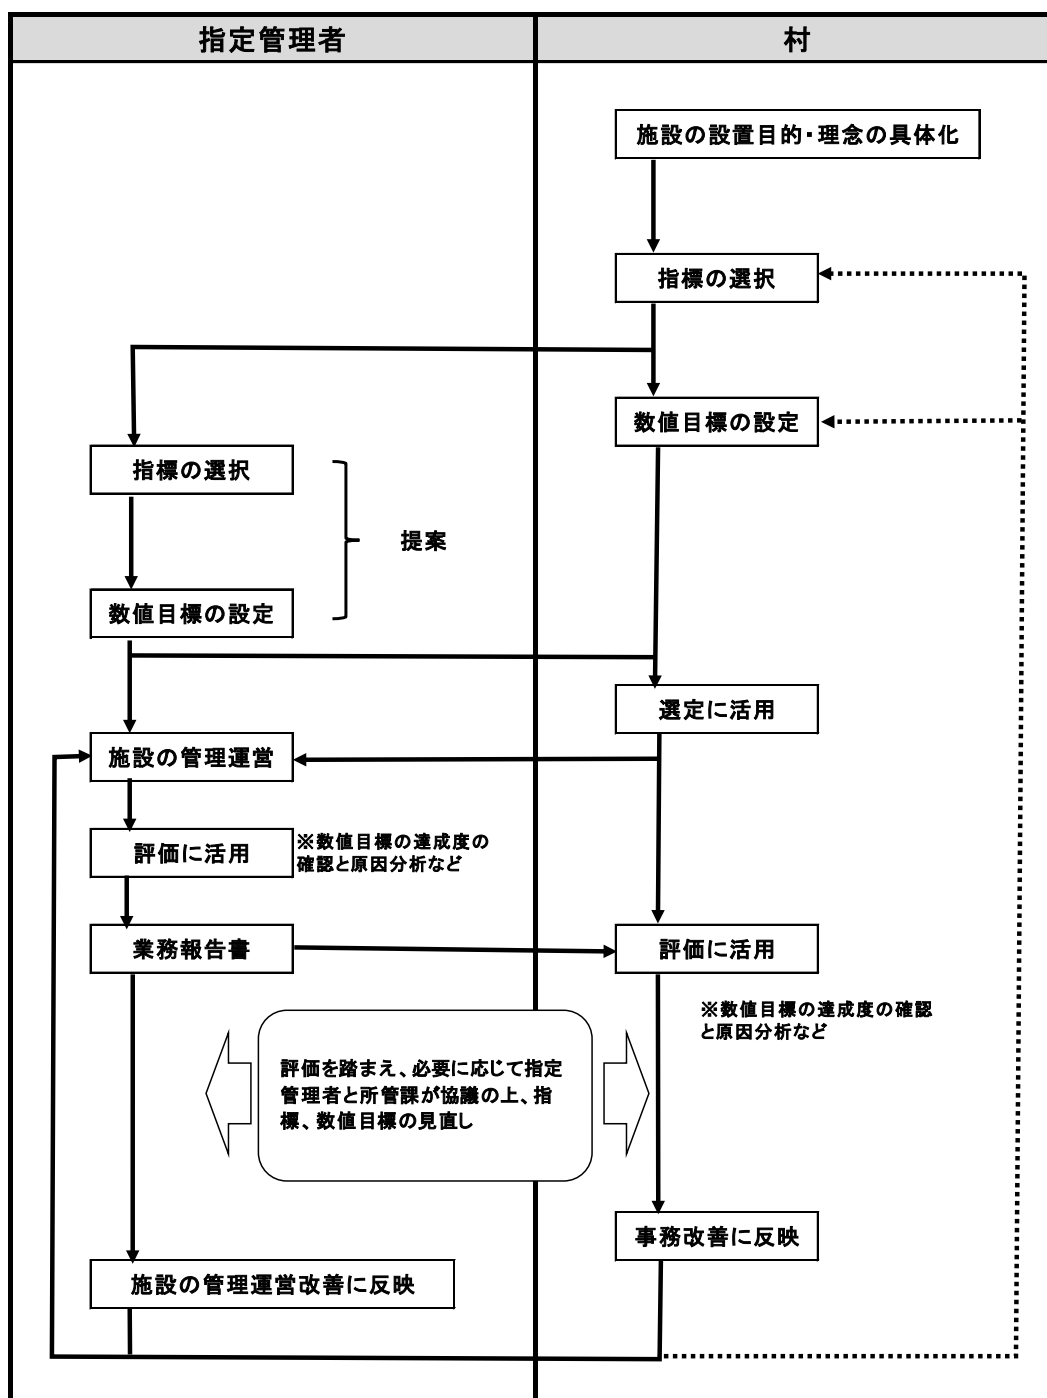 指定管理者
村
施設の設置目的・理念の具体化
指標の選択
数値目標の設定
指標の選択
提案
数値目標の設定
選定に活用
施設の管理運営
評価に活用
※数値目標の達成度の
確認と原因分析など
業務報告書
評価に活用
※数値目標の達成度の確認
と原因分析など
評価を踏まえ、必要に応じて指定
管理者と所管課が協議の上、指
標、数値目標の見直し
事務改善に反映
施設の管理運営改善に反映